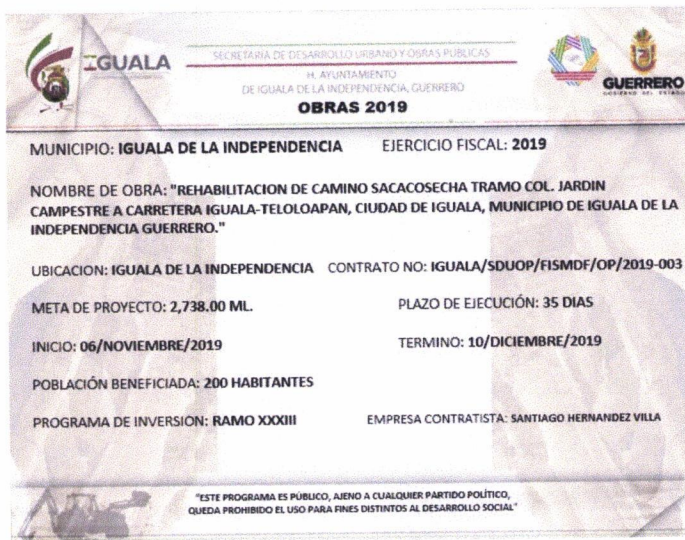 IGUALA
SECRETARÍA DE DESARROLLO URBANO Y OBRAS PÚBLICAS
H. AYUNTAMIENTO
DE IGUALA DE LA INDEPENDENCIA, GUERRERO
OBRAS 2019
GUERRERO
GOBIERNO DEL ESTADO
MUNICIPIO: IGUALA DE LA INDEPENDENCIA EJERCICIO FISCAL: 2019
NOMBRE DE OBRA: "REHABILITACION DE CAMINO SACACOSECHA TRAMO COL. JARDIN
CAMPESTRE A CARRETERA IGUALA-TELOLOAPAN, CIUDAD DE IGUALA, MUNICIPIO DE IGUALA DE LA
INDEPENDENCIA GUERRERO."
UBICACION: IGUALA DE LA INDEPENDENCIA CONTRATO NO: IGUALA/SDUOP/FISMDF/OP/2019-003
META DE PROYECTO: 2,738.00 ML. PLAZO DE EJECUCIÓN: 35 DIAS
INICIO: 06/NOVIEMBRE/2019 TERMINO: 10/DICIEMBRE/2019
POBLACIÓN BENEFICIADA: 200 HABITANTES
PROGRAMA DE INVERSION: RAMO XXXIII EMPRESA CONTRATISTA: SANTIAGO HERNANDEZ VILLA
"ESTE PROGRAMA ES PÚBLICO, AJENO A CUALQUIER PARTIDO POLÍTICO,
QUEDA PROHIBIDO EL USO PARA FINES DISTINTOS AL DESARROLLO SOCIAL"